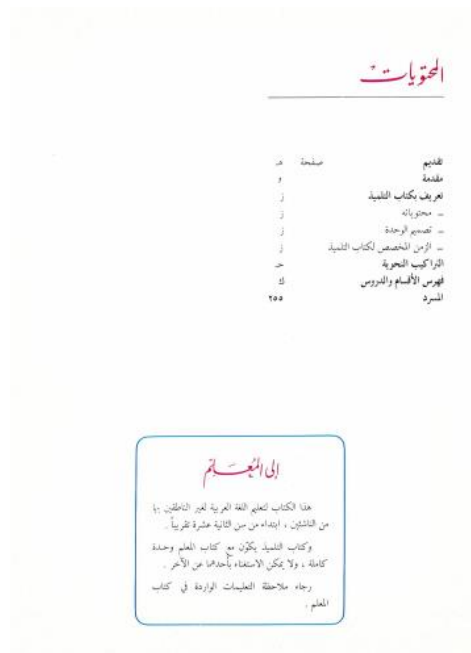 المحتويات
تقديم صفحة هـ
مقدمة و
تعريف بكتاب التلميذ ز
ـ محتوياته ز
ـ تصميم الوحدة ز
ـ الزمن المخصص لكتاب التلميذ ز
التراكيب النحوية حـ
فهرس الأقسام والدروس ك
المسرد ٢٥٥
إلى المُعَلِّم
هذا الكتاب لتعليم اللغة العربية لغير الناطقين بها
من الناشئين ، ابتداء من سن الثانية عشرة تقريباً .
وكتاب التلميذ يكوّن مع كتاب المعلم وحدة
كاملة ، ولا يمكن الاستغناء بأحدهما عن الآخر .
رجاء ملاحظة التعليمات الواردة في كتاب
المعلم .